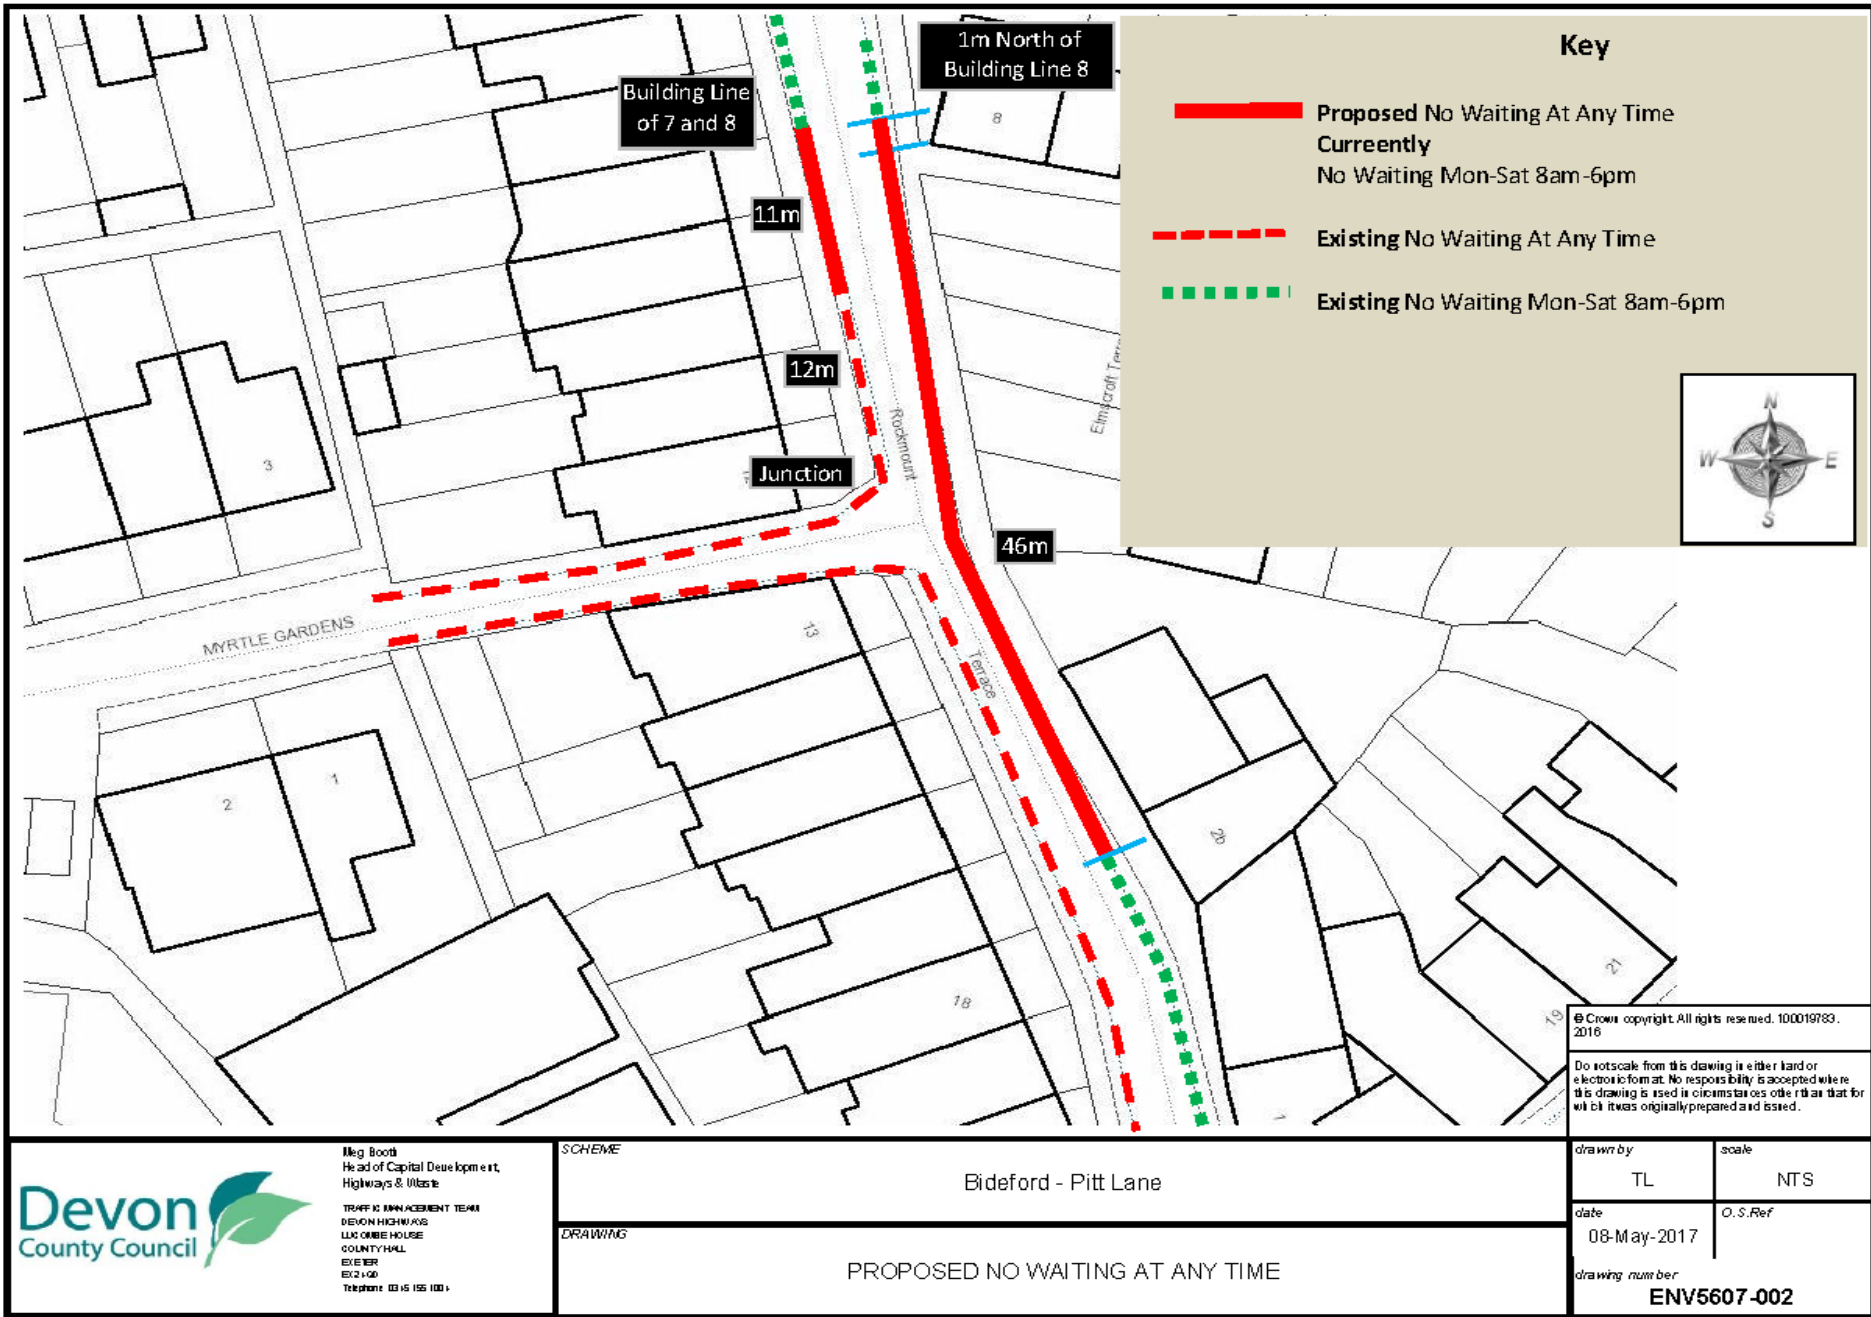 1m North of
Building Line 8
Building Line
of 7 and 8
8
11m
12m
Junction
46m
Rockmount
Terrace
MYRTLE GARDENS
3
13
1
2
18
2b
21
19
1
Key
Proposed No Waiting At Any Time
Curreently
No Waiting Mon-Sat 8am-6pm
Existing No Waiting At Any Time
Existing No Waiting Mon-Sat 8am-6pm
Elmscroft
N
W
E
S
© Crown copyright. All rights reserved. 100019783.
2016
Do not scale from this drawing in either hard or
electronic format. No responsibility is accepted where
this drawing is used in circumstances other than that for
which it was originally prepared and issued.
Devon
County Council
Meg Booth
Head of Capital Development,
Highways & Waste
TRAFFIC MANAGEMENT TEAM
DEVON HIGHWAYS
LUCOMBE HOUSE
COUNTY HALL
EXETER
Telephone
SCHEME
Bideford - Pitt Lane
DRAWING
PROPOSED NO WAITING AT ANY TIME
drawn by
TL
scale
NTS
date
08-May-2017
O.S.Ref
drawing number
ENV5607-002